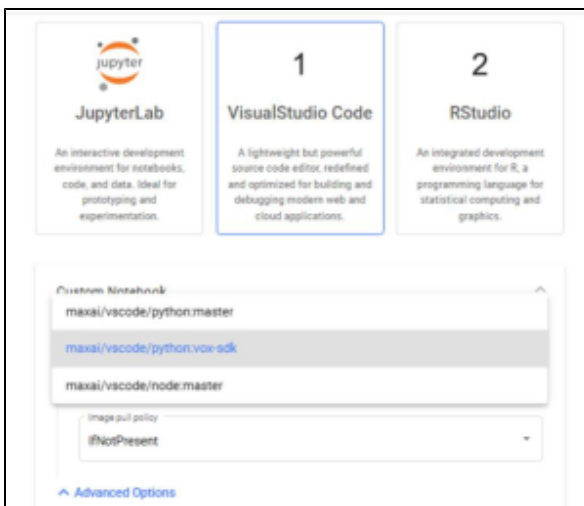 jupyter
JupyterLab
An interactive development
environment for notebooks,
code, and data. Ideal for
prototyping and
experimentation.
1
VisualStudio Code
A lightweight but powerful
source code editor, redefined
and optimized for building and
debugging modern web and
cloud applications.
2
RStudio
An integrated development
environment for R, a
programming language for
statistical computing and
graphics.
Custom Notebook
maxai/vscode/python:master
maxai/vscode/python:vox-sdk
maxai/vscode/node:master
Image pull policy
IfNotPresent
Advanced Options